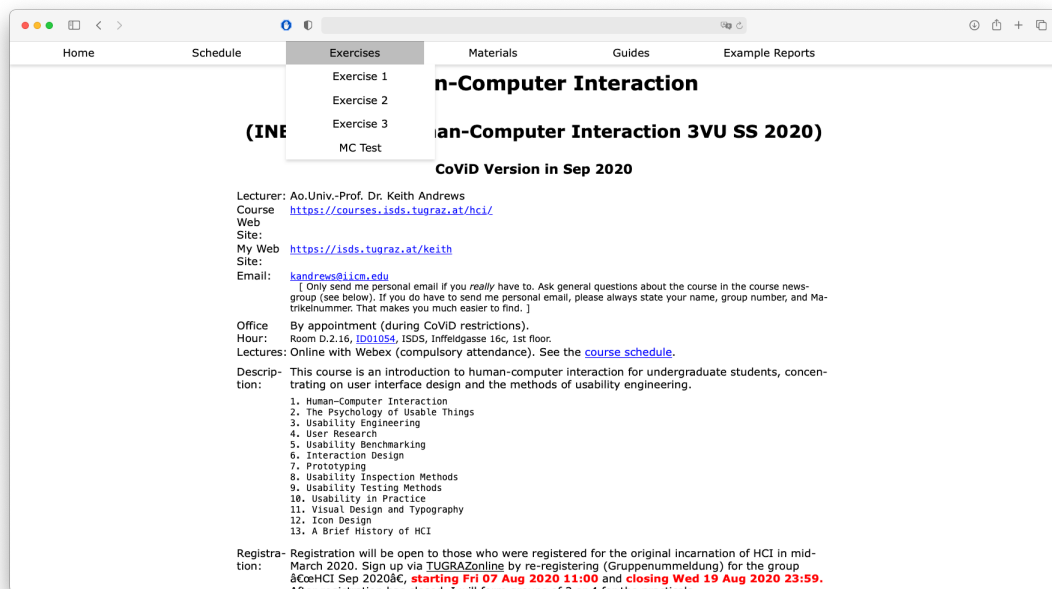 Home Schedule Exercises Materials Guides Example Reports
Exercise 1
Exercise 2
Exercise 3
MC Test
n-Computer Interaction
(INE an-Computer Interaction 3VU SS 2020)
CoViD Version in Sep 2020
Lecturer: Ao.Univ.-Prof. Dr. Keith Andrews
Course Web Site: https://courses.isds.tugraz.at/hci/
My Web Site: https://isds.tugraz.at/keith
Email: kandrews@iicm.edu
[ Only send me personal email if you really have to. Ask general questions about the course in the course news-
group (see below). If you do have to send me personal email, please always state your name, group number, and Ma-
trikelnummer. That makes you much easier to find. ]
Office Hour: By appointment (during CoViD restrictions).
Room D.2.16, ID01054, ISDS, Inffeldgasse 16c, 1st floor.
Lectures: Online with Webex (compulsory attendance). See the course schedule.
Descrip- This course is an introduction to human-computer interaction for undergraduate students, concen-
tion: trating on user interface design and the methods of usability engineering.
1. Human-Computer Interaction
2. The Psychology of Usable Things
3. Usability Engineering
4. User Research
5. Usability Benchmarking
6. Interaction Design
7. Prototyping
8. Usability Inspection Methods
9. Usability Testing Methods
10. Usability in Practice
11. Visual Design and Typography
12. Icon Design
13. A Brief History of HCI
Registra- Registration will be open to those who were registered for the original incarnation of HCI in mid-
tion: March 2020. Sign up via TUGRAZonline by re-registering (Gruppenummeldung) for the group
â€œHCI Sep 2020â€, starting Fri 07 Aug 2020 11:00 and closing Wed 19 Aug 2020 23:59.